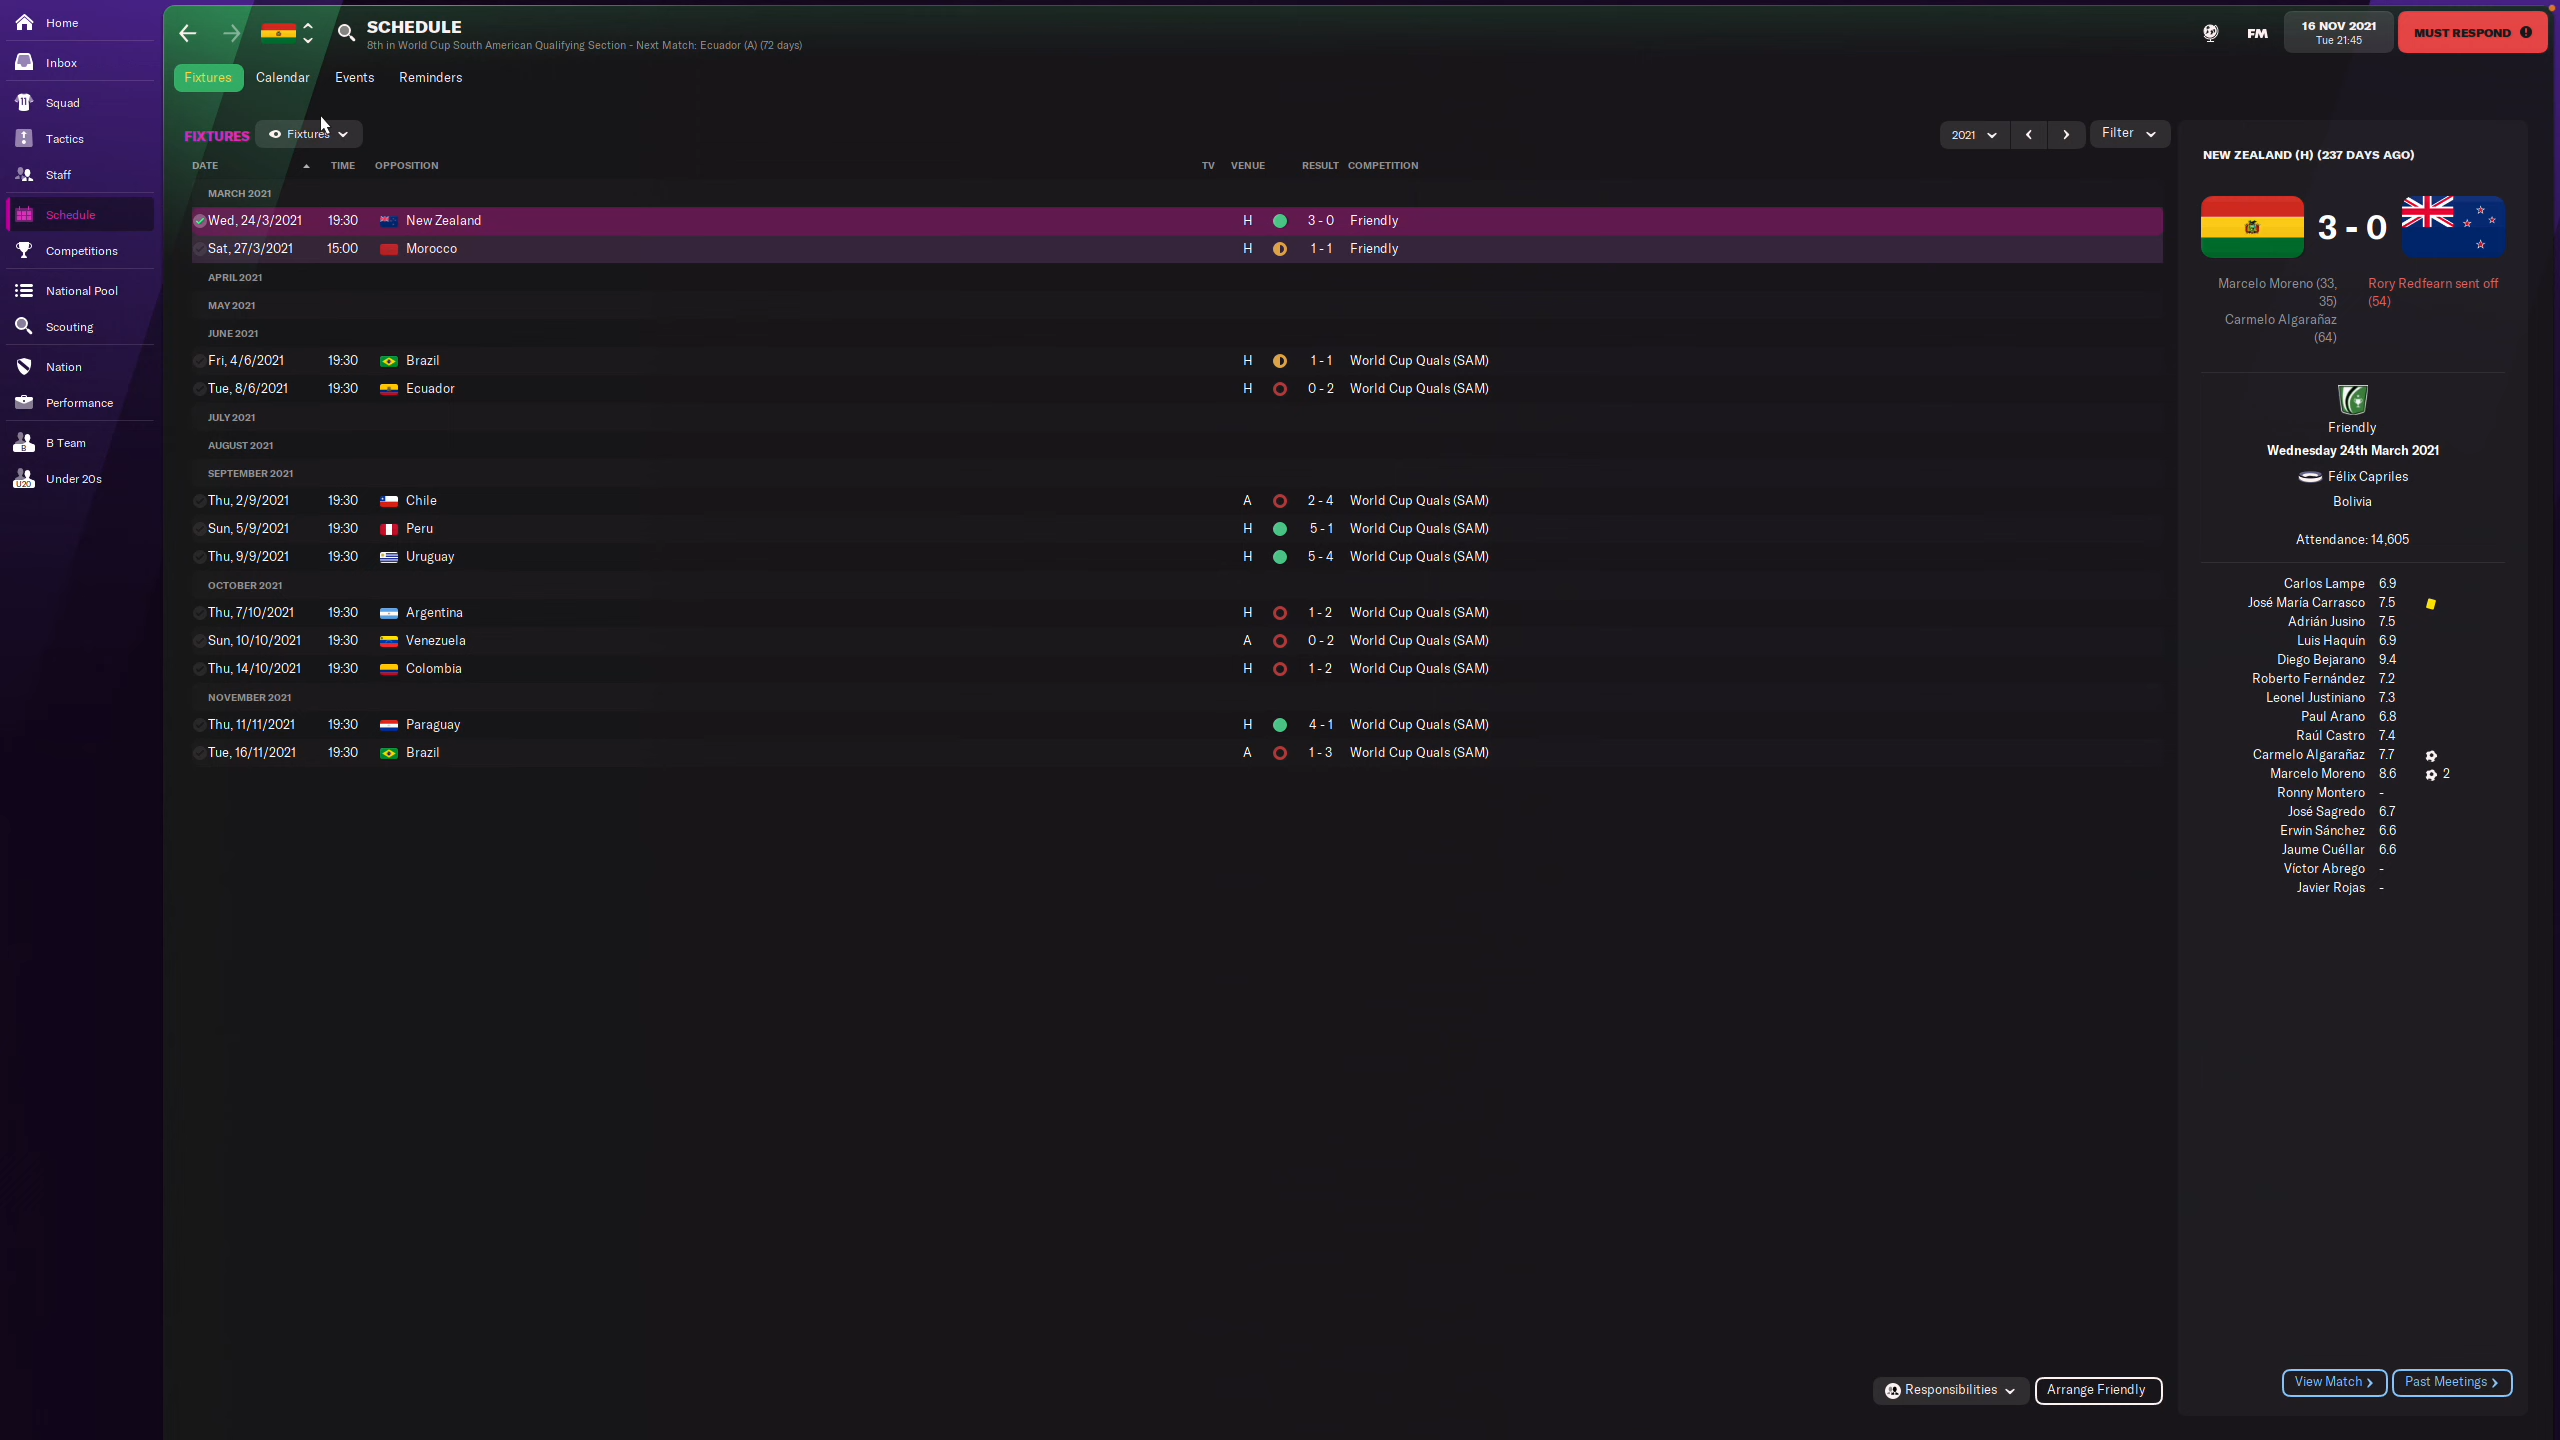 Home
Inbox
Squad
Tactics
Staff
Schedule
Competitions
National Pool
Scouting
Nation
Performance
B
B Team
U20
Under 20s
SCHEDULE
8th in World Cup South American Qualifying Section - Next Match: Ecuador (A) (72 days)
FM
16 NOV 2021
Tue 21:45
MUST RESPOND
Fixtures Calendar Events Reminders
FIXTURES Fixtures
2021 Filter
DATE TIME OPPOSITION TV VENUE RESULT COMPETITION
MARCH 2021
Wed, 24/3/2021 19:30 New Zealand H 3 - 0 Friendly
Sat, 27/3/2021 15:00 Morocco H 1 - 1 Friendly
APRIL 2021
MAY 2021
JUNE 2021
Fri, 4/6/2021 19:30 Brazil H 1 - 1 World Cup Quals (SAM)
Tue, 8/6/2021 19:30 Ecuador H 0 - 2 World Cup Quals (SAM)
JULY 2021
AUGUST 2021
SEPTEMBER 2021
Thu, 2/9/2021 19:30 Chile A 2 - 4 World Cup Quals (SAM)
Sun, 5/9/2021 19:30 Peru H 5 - 1 World Cup Quals (SAM)
Thu, 9/9/2021 19:30 Uruguay H 5 - 4 World Cup Quals (SAM)
OCTOBER 2021
Thu, 7/10/2021 19:30 Argentina H 1 - 2 World Cup Quals (SAM)
Sun, 10/10/2021 19:30 Venezuela A 0 - 2 World Cup Quals (SAM)
Thu, 14/10/2021 19:30 Colombia H 1 - 2 World Cup Quals (SAM)
NOVEMBER 2021
Thu, 11/11/2021 19:30 Paraguay H 4 - 1 World Cup Quals (SAM)
Tue, 16/11/2021 19:30 Brazil A 1 - 3 World Cup Quals (SAM)
Responsibilities Arrange Friendly
NEW ZEALAND (H) (237 DAYS AGO)
3 - 0
Marcelo Moreno (33,
35)
Carmelo Algarañaz
(64)
Rory Redfearn sent off
(54)
Friendly
Wednesday 24th March 2021
Félix Capriles
Bolivia
Attendance: 14,605
Carlos Lampe 6.9
José María Carrasco 7.5
Adrián Jusino 7.5
Luis Haquín 6.9
Diego Bejarano 9.4
Roberto Fernández 7.2
Leonel Justiniano 7.3
Paul Arano 6.8
Raúl Castro 7.4
Carmelo Algarañaz 7.7
Marcelo Moreno 8.6 2
Ronny Montero -
José Sagredo 6.7
Erwin Sánchez 6.6
Jaume Cuéllar 6.6
Víctor Abrego -
Javier Rojas -
View Match Past Meetings